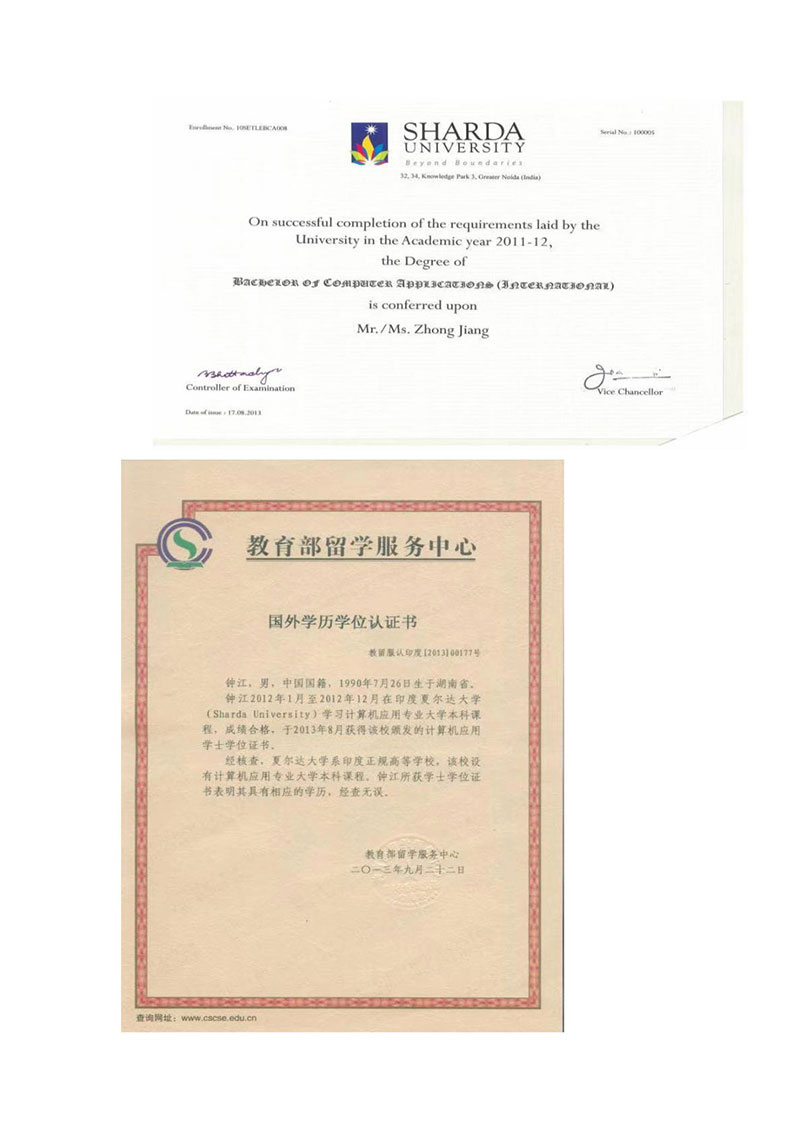 Enrollment No. 10SETLEBCA008
Serial No.: 100005
SHARDA
UNIVERSITY
Beyond Boundaries
32, 34, Knowledge Park 3, Greater Noida (India)
On successful completion of the requirements laid by the
University in the Academic year 2011-12,
the Degree of
Bachelor of Computer Applications (International)
is conferred upon
Mr./Ms. Zhong Jiang
Controller of Examination
Vice Chancellor
Date of issue : 17.08.2013
教育部留学服务中心
国外学历学位认证书
教留服认印度[2013]00177号
钟江，男，中国国籍，1990年7月26日生于湖南省。
钟江2012年1月至2012年12月在印度夏尔达大学
（Sharda University）学习计算机应用专业大学本科课
程，成绩合格，于2013年8月获得该校颁发的计算机应用
学士学位证书。
经核查，夏尔达大学系印度正规高等学校，该校设
有计算机应用专业大学本科课程。钟江所获学士学位证
书表明其具有相应的学历，经查无误。
教育部留学服务中心
二〇一三年九月二十二日
查询网址：www.cscse.edu.cn